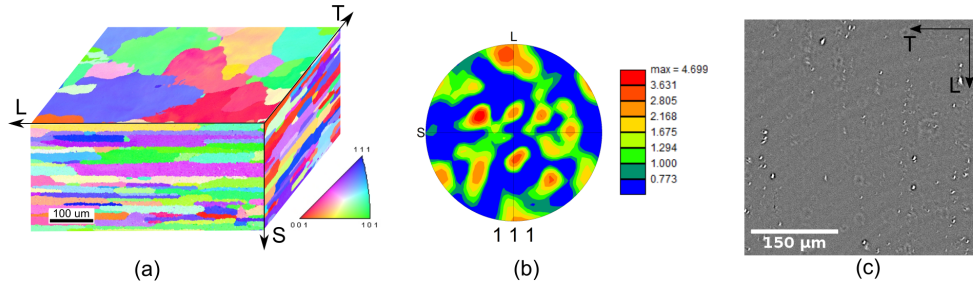 T
L
100 um
S
1 1 1
0 0 1
1 0 1
(a)
L
S
1 1 1
max = 4.699
3.631
2.805
2.168
1.675
1.294
1.000
0.773
(b)
T
L
150 µm
(c)